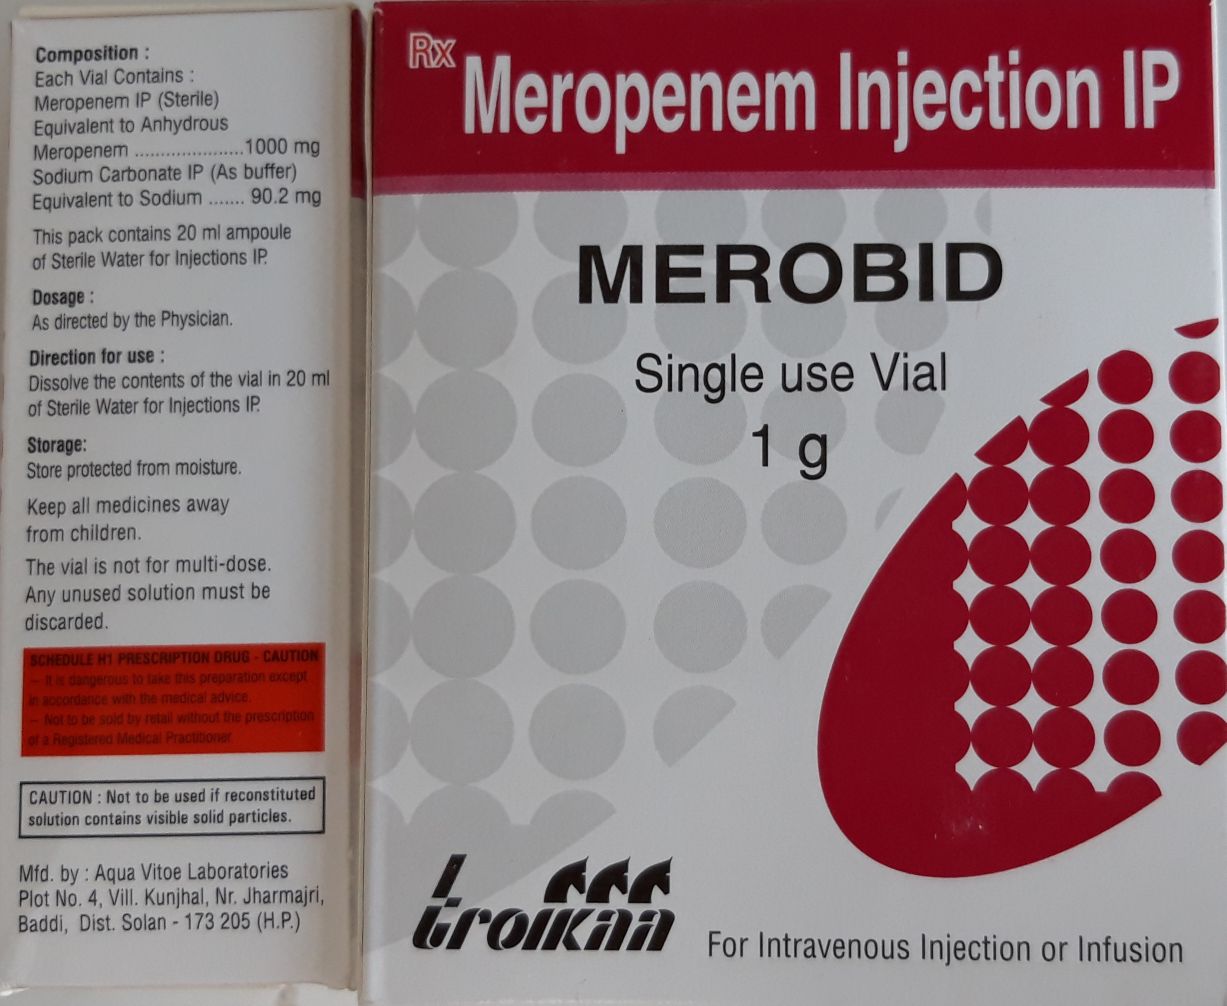 Composition :
Each Vial Contains :
Meropenem IP (Sterile)
Equivalent to Anhydrous
Meropenem .....................1000 mg
Sodium Carbonate IP (As buffer)
Equivalent to Sodium ....... 90.2 mg
This pack contains 20 ml ampoule
of Sterile Water for Injections IP.
Dosage :
As directed by the Physician.
Direction for use :
Dissolve the contents of the vial in 20 ml
of Sterile Water for Injections IP.
Storage:
Store protected from moisture.
Keep all medicines away
from children.
The vial is not for multi-dose.
Any unused solution must be
discarded.
SCHEDULE H1 PRESCRIPTION DRUG - CAUTION
– It is dangerous to take this preparation except
in accordance with the medical advice.
– Not to be sold by retail without the prescription
of a Registered Medical Practitioner.
CAUTION : Not to be used if reconstituted
solution contains visible solid particles.
Mfd. by : Aqua Vitoe Laboratories
Plot No. 4, Vill. Kunjhal, Nr. Jharmajri,
Baddi, Dist. Solan - 173 205 (H.P.)
Rx Meropenem Injection IP
MEROBID
Single use Vial
1 g
troikaa
For Intravenous Injection or Infusion